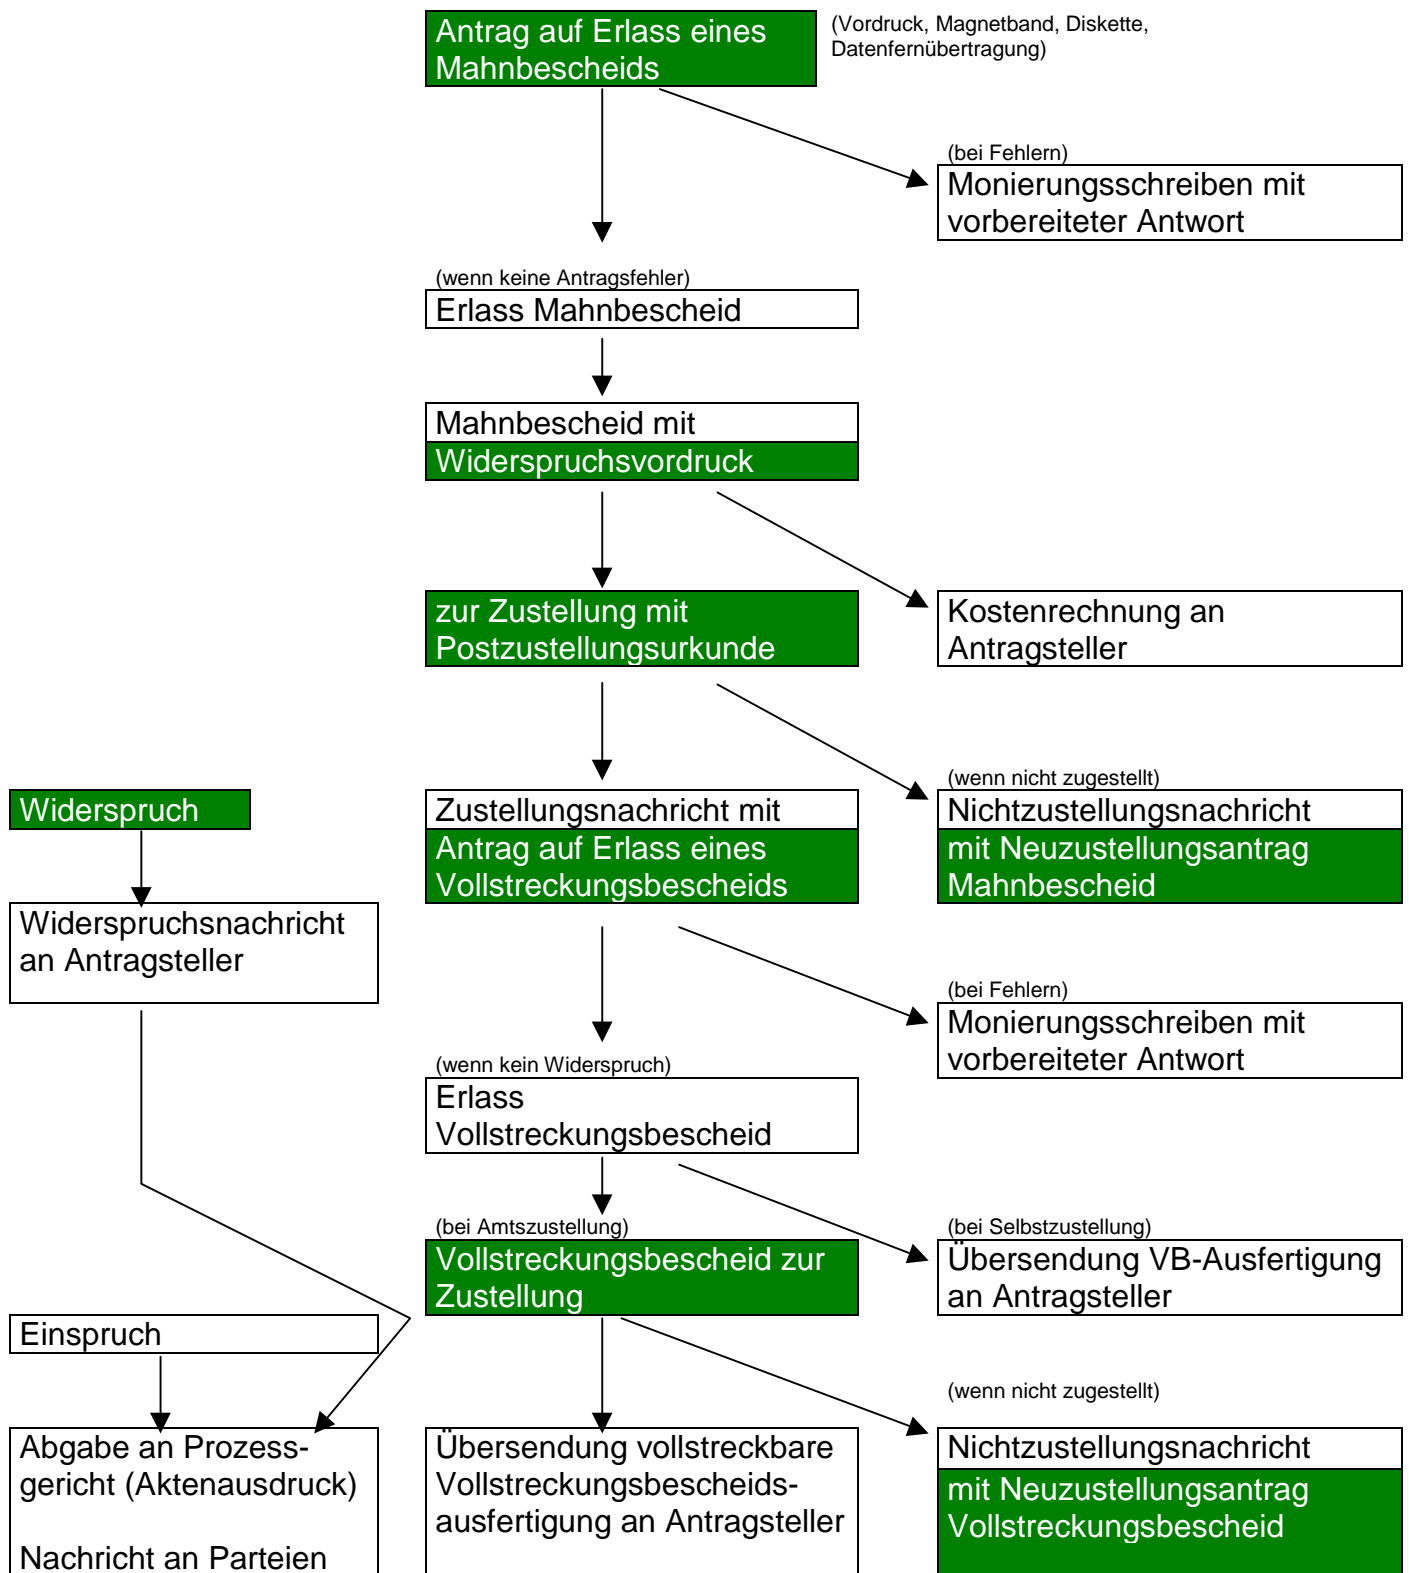 Antrag auf Erlass eines
Mahnbescheids
(Vordruck, Magnetband, Diskette,
Datenfernübertragung)
(bei Fehlern)
Monierungsschreiben mit
vorbereiteter Antwort
(wenn keine Antragsfehler)
Erlass Mahnbescheid
Mahnbescheid mit
Widerspruchsvordruck
zur Zustellung mit
Postzustellungsurkunde
Kostenrechnung an
Antragsteller
Widerspruch
Zustellungsnachricht mit
Antrag auf Erlass eines
Vollstreckungsbescheids
(wenn nicht zugestellt)
Nichtzustellungsnachricht
mit Neuzustellungsantrag
Mahnbescheid
Widerspruchsnachricht
an Antragsteller
(bei Fehlern)
Monierungsschreiben mit
vorbereiteter Antwort
(wenn kein Widerspruch)
Erlass
Vollstreckungsbescheid
(bei Amtszustellung)
Vollstreckungsbescheid zur
Zustellung
(bei Selbstzustellung)
Übersendung VB-Ausfertigung
an Antragsteller
Einspruch
Abgabe an Prozess-
gericht (Aktenausdruck)
Nachricht an Parteien
Übersendung vollstreckbare
Vollstreckungsbescheids-
ausfertigung an Antragsteller
(wenn nicht zugestellt)
Nichtzustellungsnachricht
mit Neuzustellungsantrag
Vollstreckungsbescheid